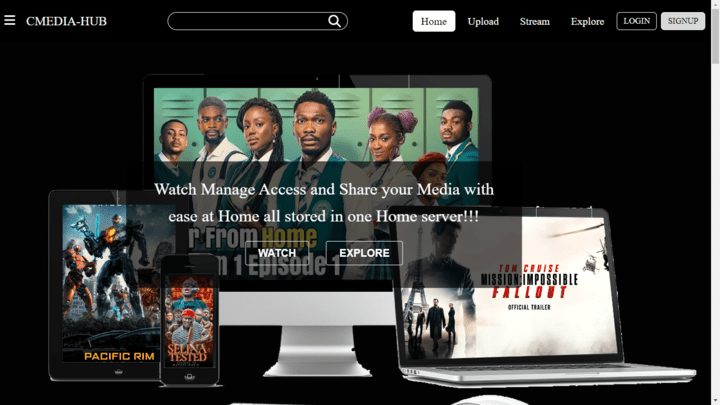 CMEDIA-HUB
Home
Upload
Stream
Explore
LOGIN
SIGNUP
Watch Manage Access and Share your Media with
ease at Home all stored in one Home server!!!
r From Home
WATCH
EXPLORE
1 Episode 1
TOM CRUISE
MISSION:IMPOSSIBLE
FALLOUT
OFFICIAL TRAILER
PACIFIC RIM
SELINA
TESTED